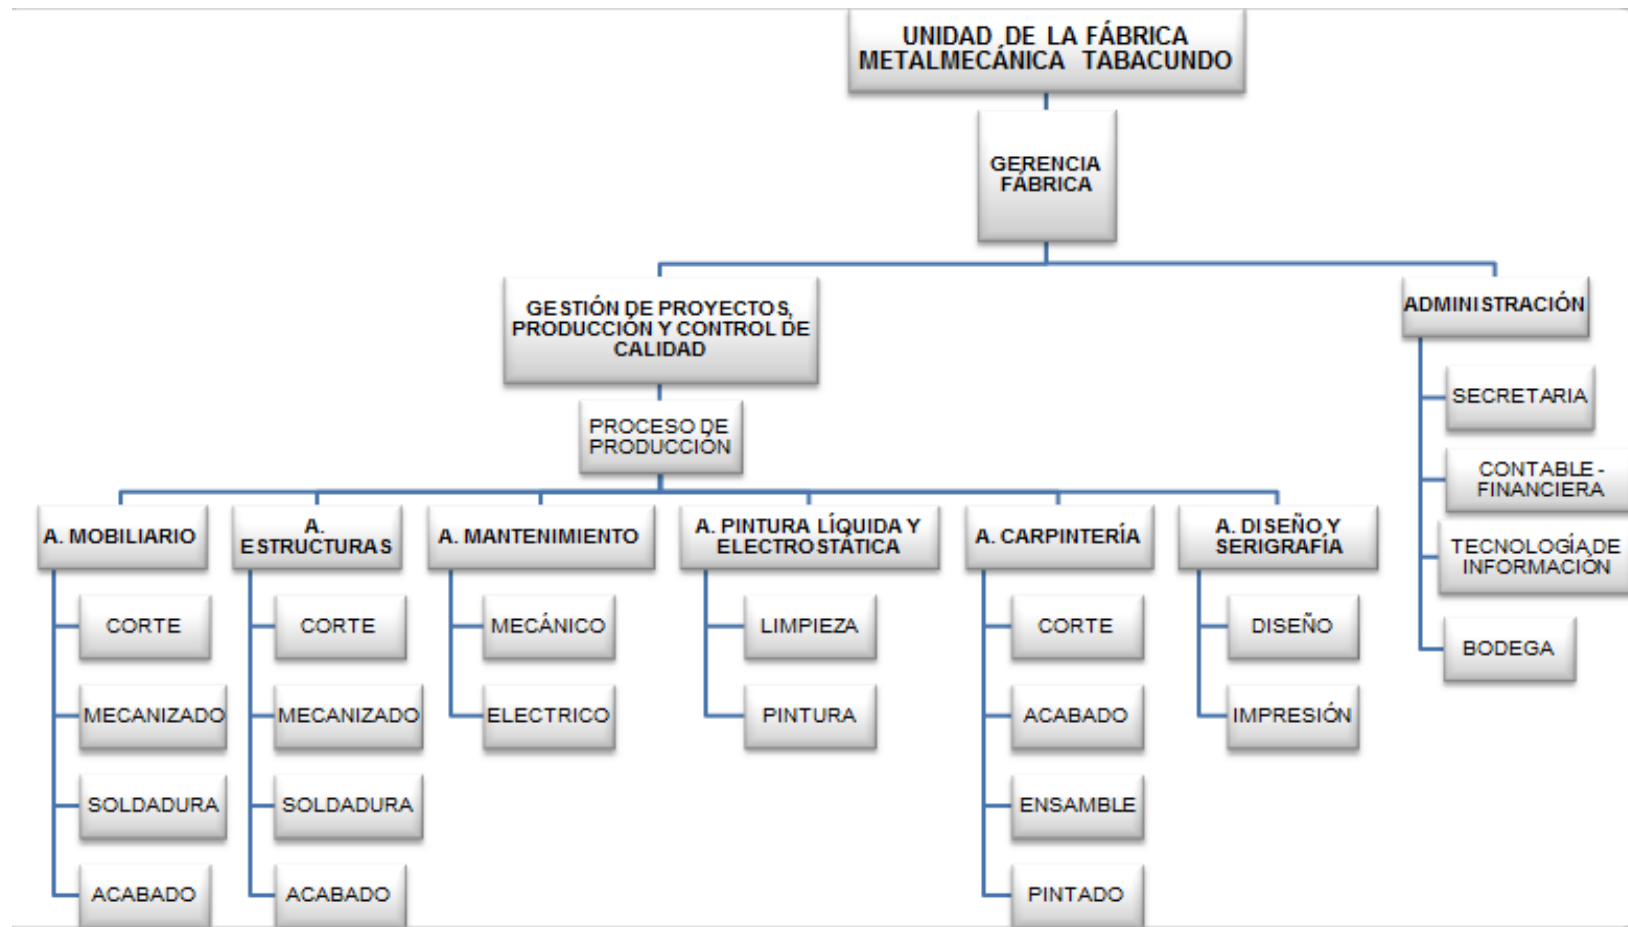 UNIDAD DE LA FÁBRICA
METALMECÁNICA TABACUNDO
GERENCIA
FÁBRICA
GESTIÓN DE PROYECTOS,
PRODUCCIÓN Y CONTROL DE
CALIDAD
ADMINISTRACIÓN
SECRETARIA
CONTABLE -
FINANCIERA
TECNOLOGÍA DE
INFORMACIÓN
BODEGA
PROCESO DE
PRODUCCIÓN
A. MOBILIARIO
CORTE
MECANIZADO
SOLDADURA
ACABADO
A.
ESTRUCTURAS
CORTE
MECANIZADO
SOLDADURA
ACABADO
A. MANTENIMIENTO
MECÁNICO
ELECTRICO
A. PINTURA LÍQUIDA Y
ELECTROSTÁTICA
LIMPIEZA
PINTURA
A. CARPINTERÍA
CORTE
ACABADO
ENSAMBLE
PINTADO
A. DISEÑO Y
SERIGRAFÍA
DISEÑO
IMPRESIÓN